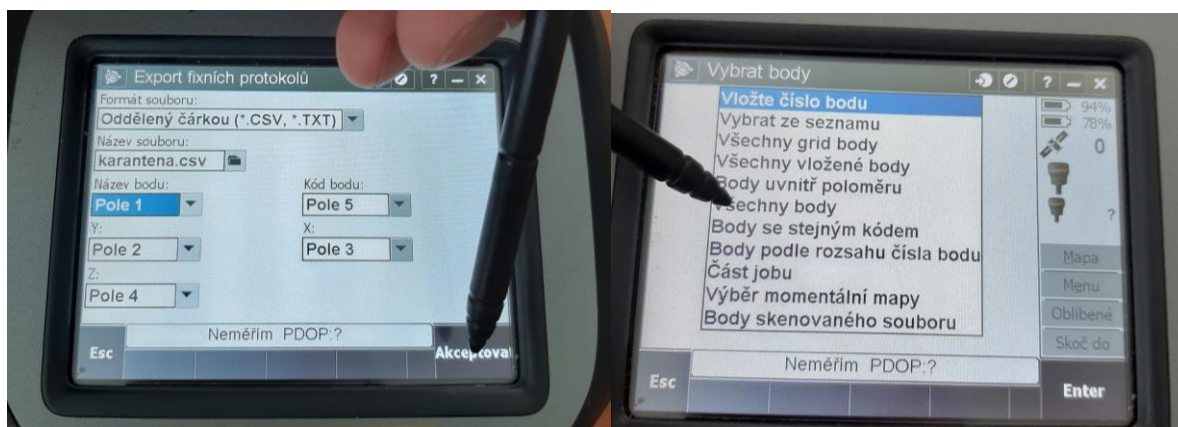 Export fixních protokolů ? – ×
Formát souboru:
Oddělený čárkou (*.CSV, *.TXT)
Název souboru:
karantena.csv
Název bodu: Kód bodu:
Pole 1 Pole 5
Y: X:
Pole 2 Pole 3
Z:
Pole 4
Neměřím PDOP:?
Esc Akceptovat
Vybrat body ? – ×
Vložte číslo bodu
94%
Vybrat ze seznamu
78%
Všechny grid body
0
Všechny vložené body
Body uvnitř poloměru
Všechny body
?
Body se stejným kódem
Body podle rozsahu čísla bodu
Mapa
Část jobu
Menu
Výběr momentální mapy
Oblíbené
Body skenovaného souboru
Skoč do
Neměřím PDOP:?
Esc Enter